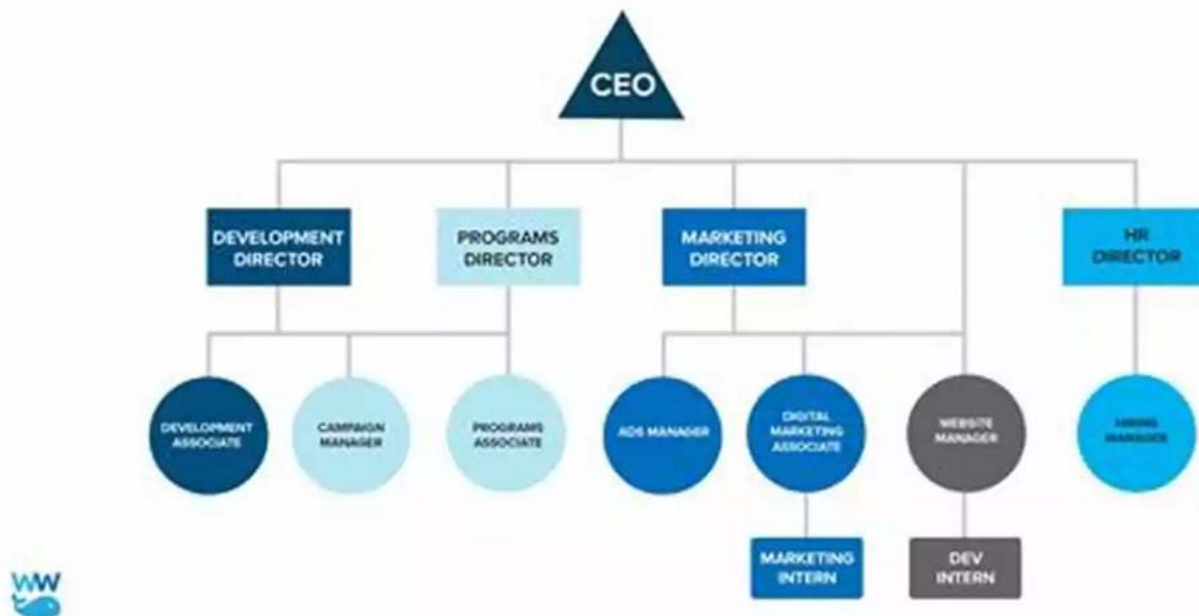 CEO
DEVELOPMENT
DIRECTOR
PROGRAMS
DIRECTOR
MARKETING
DIRECTOR
HR
DIRECTOR
DEVELOPMENT
ASSOCIATE
CAMPAIGN
MANAGER
PROGRAMS
ASSOCIATE
ADS MANAGER
DIGITAL
MARKETING
ASSOCIATE
WEBSITE
MANAGER
HIRING
MANAGER
MARKETING
INTERN
DEV
INTERN
WW